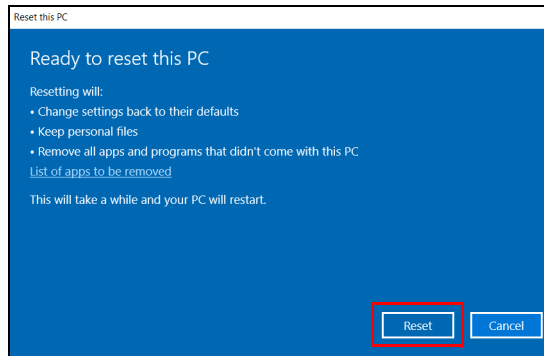 Reset this PC
Ready to reset this PC
Resetting will:
• Change settings back to their defaults
• Keep personal files
• Remove all apps and programs that didn't come with this PC
List of apps to be removed
This will take a while and your PC will restart.
Reset
Cancel